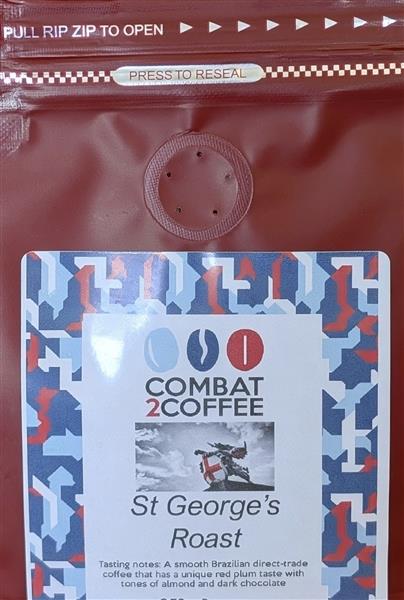 PULL RIP ZIP TO OPEN
PRESS TO RESEAL
COMBAT
2COFFEE
St George's
Roast
Tasting notes: A smooth Brazilian direct-trade
coffee that has a unique red plum taste with
tones of almond and dark chocolate